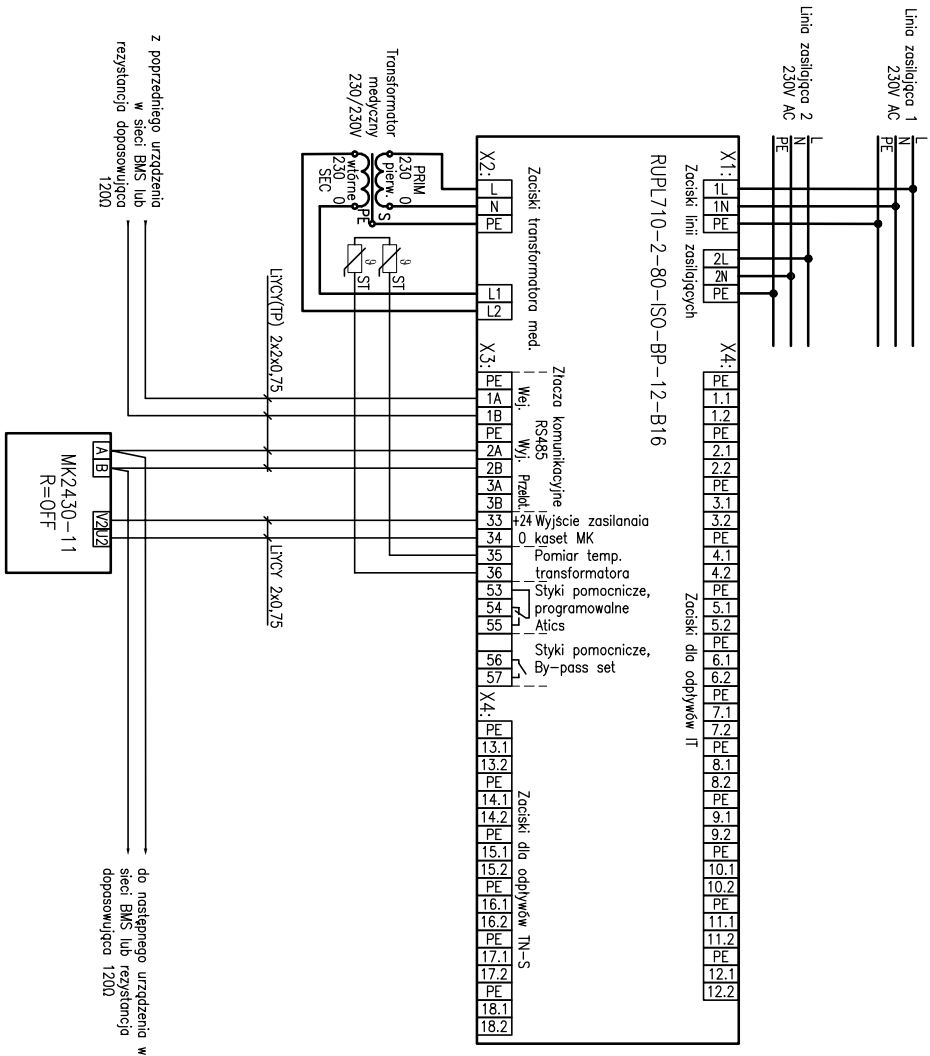 Linia zasilająca 1
230V AC
L
N
PE
Linia zasilająca 2
230V AC
L
N
PE
X1:
1L
1N
PE
2L
2N
PE
Zaciski linii zasilających
RUPL710-2-80-ISO-BP-12-B16
X4:
PE
1.1
1.2
PE
2.1
2.2
PE
3.1
3.2
PE
4.1
4.2
PE
5.1
5.2
PE
6.1
6.2
PE
7.1
7.2
PE
8.1
8.2
PE
9.1
9.2
PE
10.1
10.2
PE
11.1
11.2
PE
12.1
12.2
Zaciski dla odpływów IT
X2:
L
N
PE
L1
L2
Zaciski transformatora med.
Transformator
medyczny
230/230V
PRIM
230 0
pierw. S
PE
wtórne
230 0
SEC
ϑ
ST
ϑ
ST
X3:
PE
1A
1B
PE
2A
2B
3A
3B
33
34
35
36
53
54
55
56
57
Złącza komunikacyjne
RS485
Wej.
Wyj.
Przelot.
+24 Wyjście zasilanaia
0 kaset MK
Pomiar temp.
transformatora
Styki pomocnicze,
programowalne
Atics
Styki pomocnicze,
By-pass set
X4:
PE
13.1
13.2
PE
14.1
14.2
PE
15.1
15.2
PE
16.1
16.2
PE
17.1
17.2
PE
18.1
18.2
Zaciski dla odpływów TN-S
z poprzedniego urządzenia
w sieci BMS lub
rezystancja dopasowująca
120Ω
LiYCY(TP) 2x2x0,75
LiYCY 2x0,75
A
B
V2
U2
MK2430-11
R=OFF
do następnego urządzenia w
sieci BMS lub rezystancja
dopasowująca 120Ω